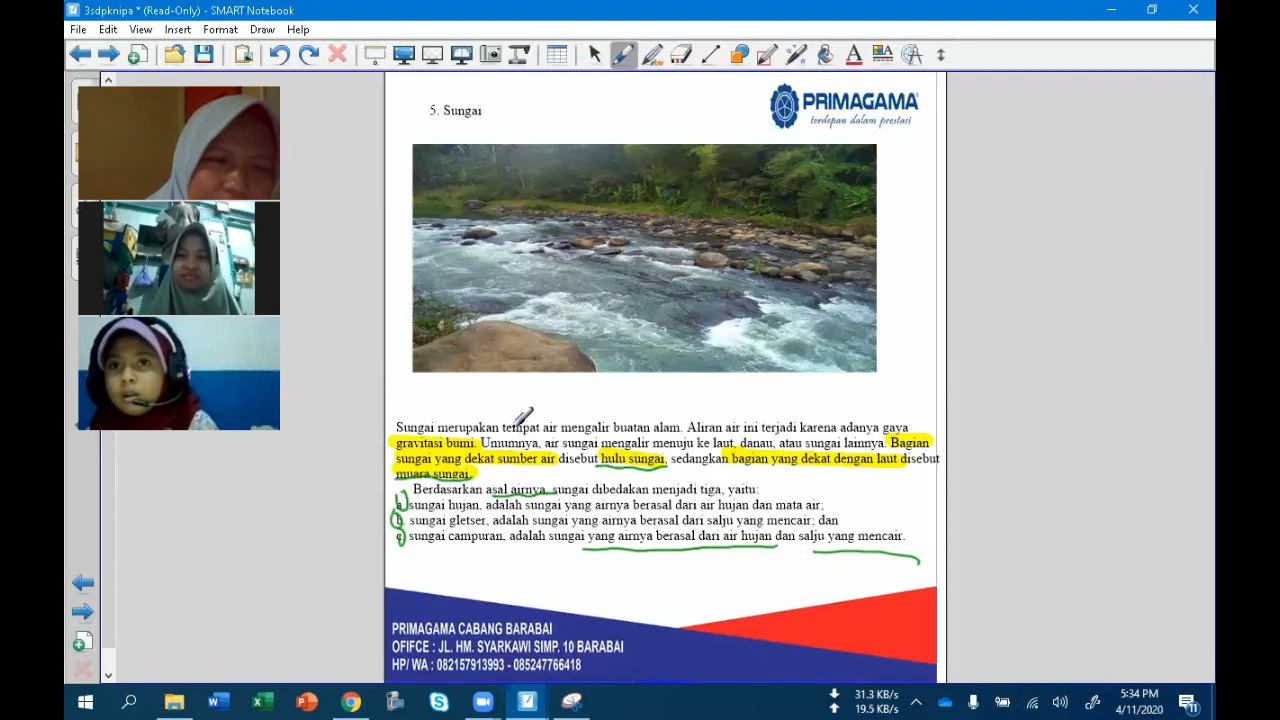 3sdpknipa * (Read-Only) - SMART Notebook
File Edit View Insert Format Draw Help
5. Sungai
PRIMAGAMA
terdepan dalam prestasi
Sungai merupakan tempat air mengalir buatan alam. Aliran air ini terjadi karena adanya gaya
gravitasi bumi. Umumnya, air sungai mengalir menuju ke laut, danau, atau sungai lainnya. Bagian
sungai yang dekat sumber air disebut hulu sungai, sedangkan bagian yang dekat dengan laut disebut
muara sungai.
Berdasarkan asal airnya, sungai dibedakan menjadi tiga, yaitu:
a. sungai hujan, adalah sungai yang airnya berasal dari air hujan dan mata air;
b. sungai gletser, adalah sungai yang airnya berasal dari salju yang mencair; dan
c. sungai campuran, adalah sungai yang airnya berasal dari air hujan dan salju yang mencair.
PRIMAGAMA CABANG BARABAI
OFIFCE : JL. HM. SYARKAWI SIMP. 10 BARABAI
HP/ WA : 082157913993 - 085247766418
31.3 KB/s
19.5 KB/s
5:34 PM
4/11/2020
11